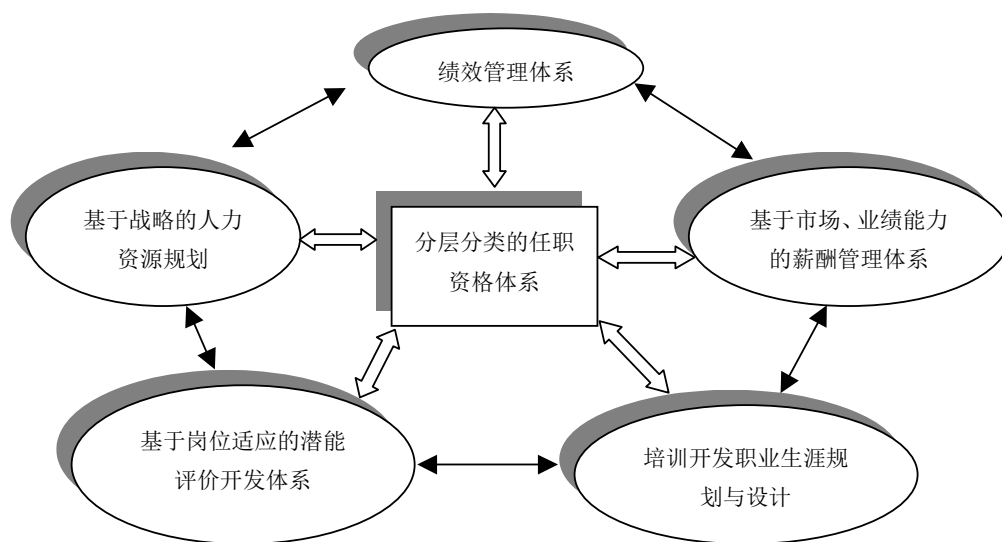 绩效管理体系
基于战略的人力
资源规划
分层分类的任职
资格体系
基于市场、业绩能力
的薪酬管理体系
基于岗位适应的潜能
评价开发体系
培训开发职业生涯规
划与设计